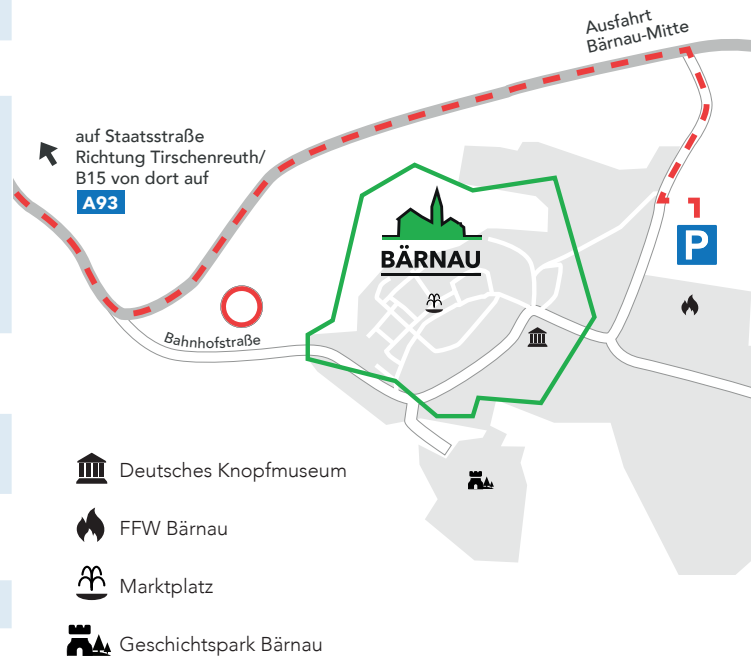 Ausfahrt
Bärnau-Mitte
auf Staatsstraße
Richtung Tirschenreuth/
B15 von dort auf
A93
1
P
BÄRNAU
Bahnhofstraße
Deutsches Knopfmuseum
FFW Bärnau
Marktplatz
Geschichtspark Bärnau